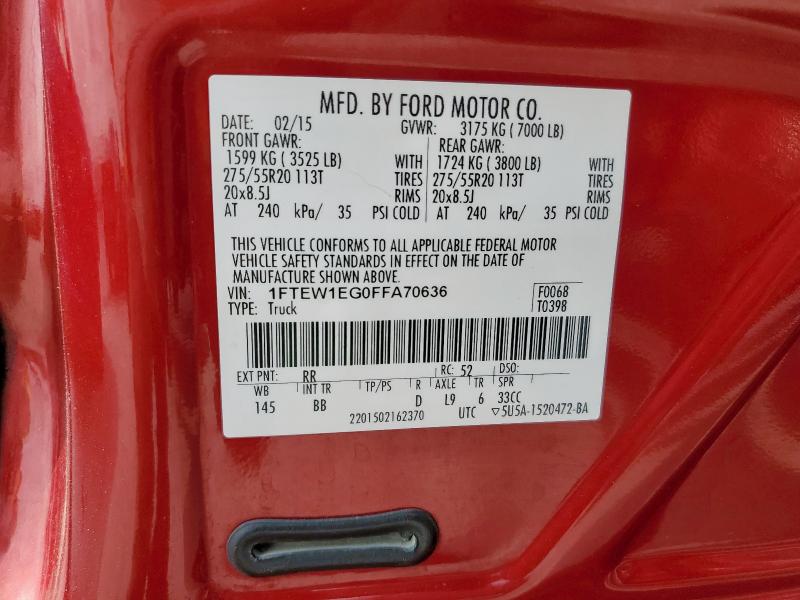 MFD. BY FORD MOTOR CO.
DATE: 02/15 GVWR: 3175 KG ( 7000 LB)
FRONT GAWR: REAR GAWR:
1599 KG ( 3525 LB) WITH 1724 KG ( 3800 LB) WITH
275/55R20 113T TIRES 275/55R20 113T TIRES
20x8.5J RIMS 20x8.5J RIMS
AT 240 kPa/ 35 PSI COLD AT 240 kPa/ 35 PSI COLD
THIS VEHICLE CONFORMS TO ALL APPLICABLE FEDERAL MOTOR
VEHICLE SAFETY STANDARDS IN EFFECT ON THE DATE OF
MANUFACTURE SHOWN ABOVE.
VIN: 1FTEW1EG0FFA70636 F0068
TYPE: Truck T0398
EXT PNT: RR RC: 52 DSO:
WB INT TR TP/PS R AXLE TR SPR
145 BB D L9 6 33CC
2201502162370 UTC ▽5U5A-1520472-BA